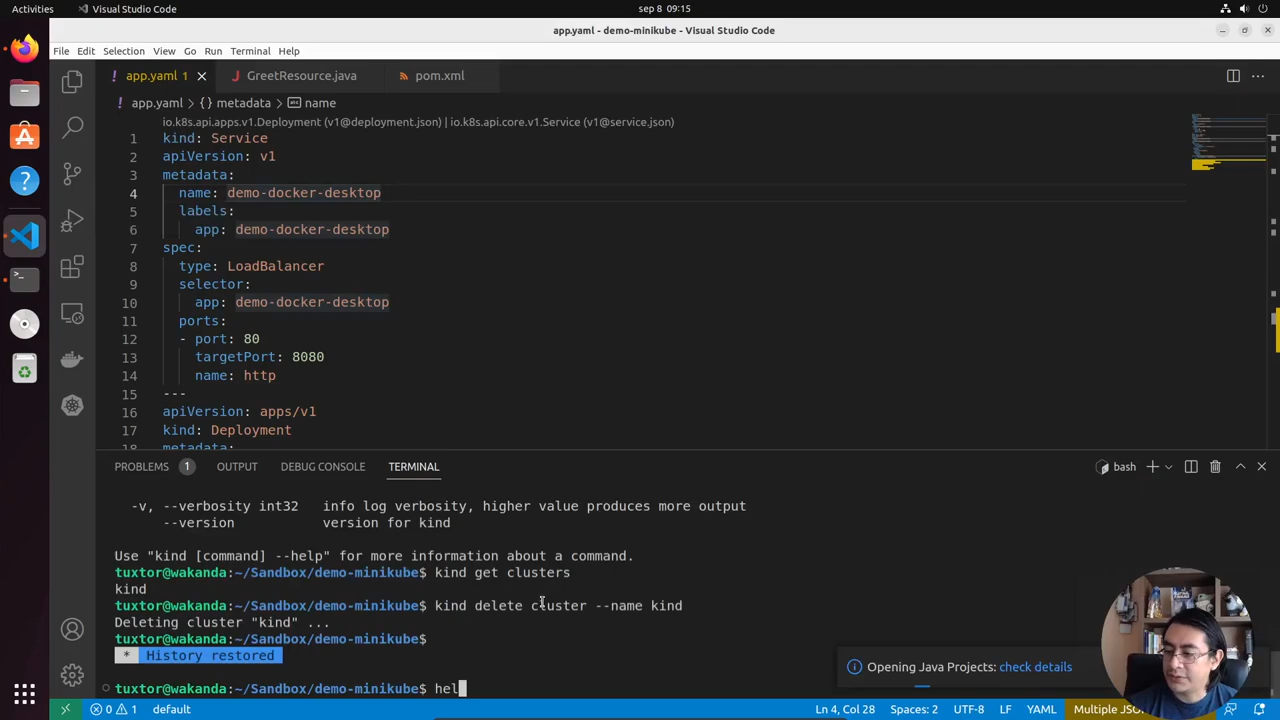 Activities
Visual Studio Code
sep 8 09:15
app.yaml - demo-minikube - Visual Studio Code
File Edit Selection View Go Run Terminal Help
app.yaml 1
GreetResource.java
pom.xml
app.yaml > {} metadata > abc name
io.k8s.api.apps.v1.Deployment (v1@deployment.json) | io.k8s.api.core.v1.Service (v1@service.json)
1 kind: Service
2 apiVersion: v1
3 metadata:
4 name: demo-docker-desktop
5 labels:
6 app: demo-docker-desktop
7 spec:
8 type: LoadBalancer
9 selector:
10 app: demo-docker-desktop
11 ports:
12 - port: 80
13 targetPort: 8080
14 name: http
15 ---
16 apiVersion: apps/v1
17 kind: Deployment
18 metadata:
PROBLEMS 1 OUTPUT DEBUG CONSOLE TERMINAL
bash
-v, --verbosity int32 info log verbosity, higher value produces more output
--version version for kind
Use "kind [command] --help" for more information about a command.
tuxtor@wakanda:~/Sandbox/demo-minikube$ kind get clusters
kind
tuxtor@wakanda:~/Sandbox/demo-minikube$ kind delete cluster --name kind
Deleting cluster "kind" ...
tuxtor@wakanda:~/Sandbox/demo-minikube$
* History restored
tuxtor@wakanda:~/Sandbox/demo-minikube$ hel
Opening Java Projects: check details
0 1 default
Ln 4, Col 28 Spaces: 2 UTF-8 LF YAML Multiple JSO